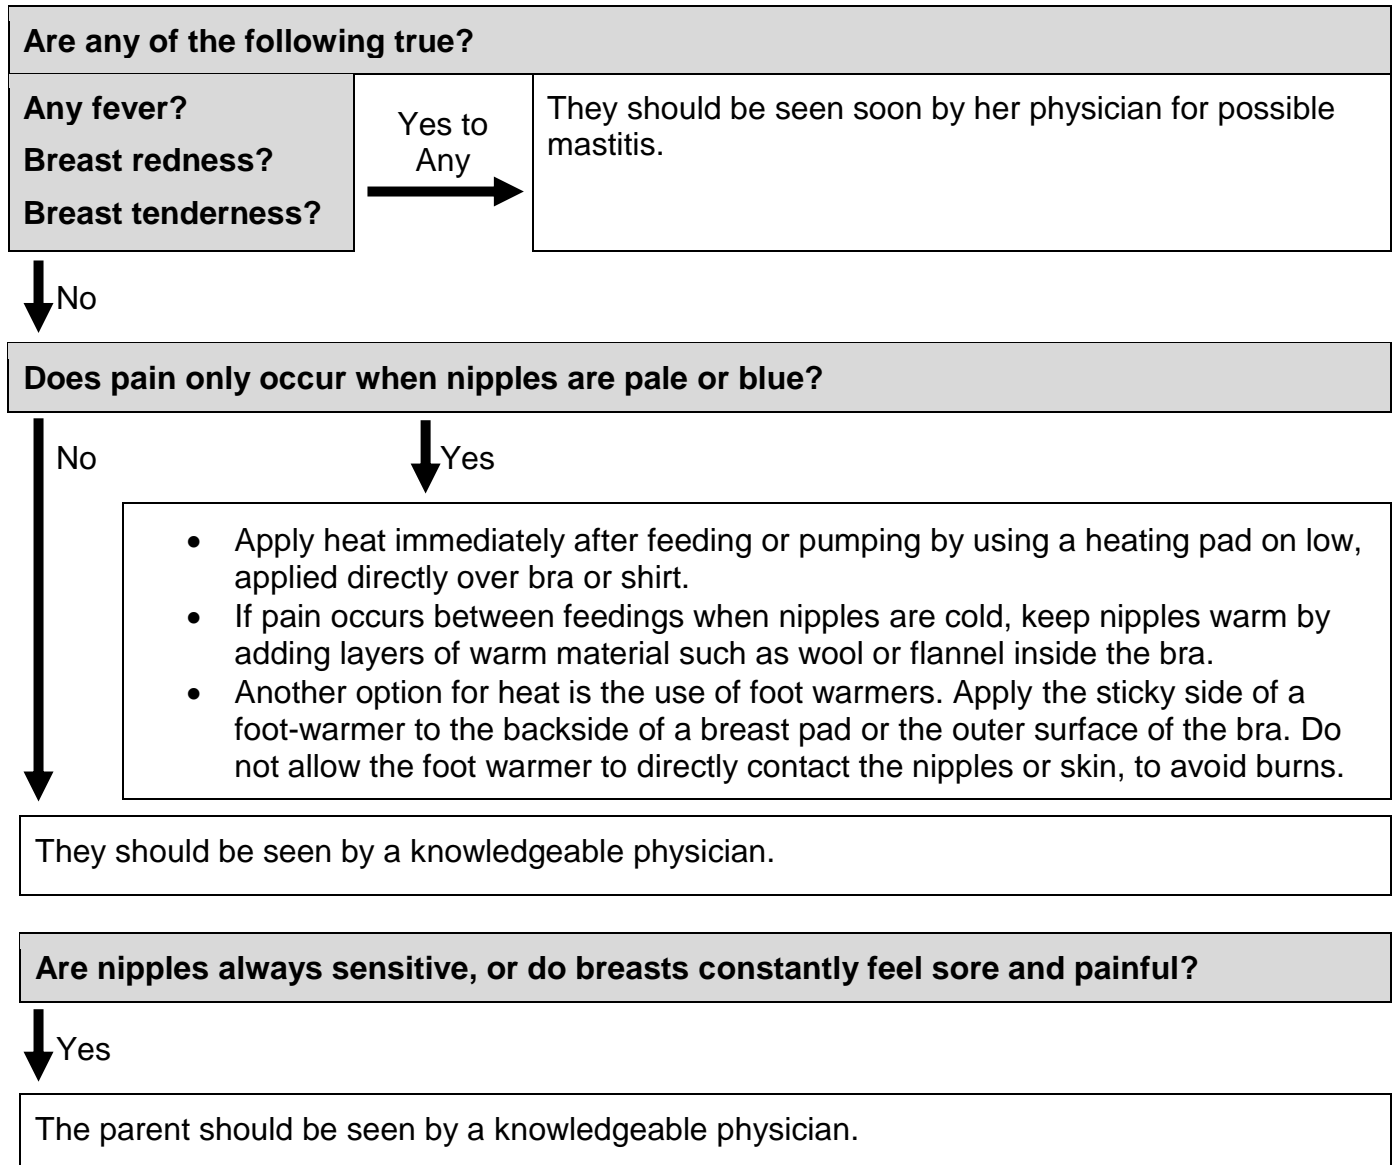 Are any of the following true?
Any fever?
Breast redness?
Breast tenderness?
Yes to
Any
They should be seen soon by her physician for possible
mastitis.
No
Does pain only occur when nipples are pale or blue?
No
Yes
• Apply heat immediately after feeding or pumping by using a heating pad on low,
applied directly over bra or shirt.
• If pain occurs between feedings when nipples are cold, keep nipples warm by
adding layers of warm material such as wool or flannel inside the bra.
• Another option for heat is the use of foot warmers. Apply the sticky side of a
foot-warmer to the backside of a breast pad or the outer surface of the bra. Do
not allow the foot warmer to directly contact the nipples or skin, to avoid burns.
They should be seen by a knowledgeable physician.
Are nipples always sensitive, or do breasts constantly feel sore and painful?
Yes
The parent should be seen by a knowledgeable physician.